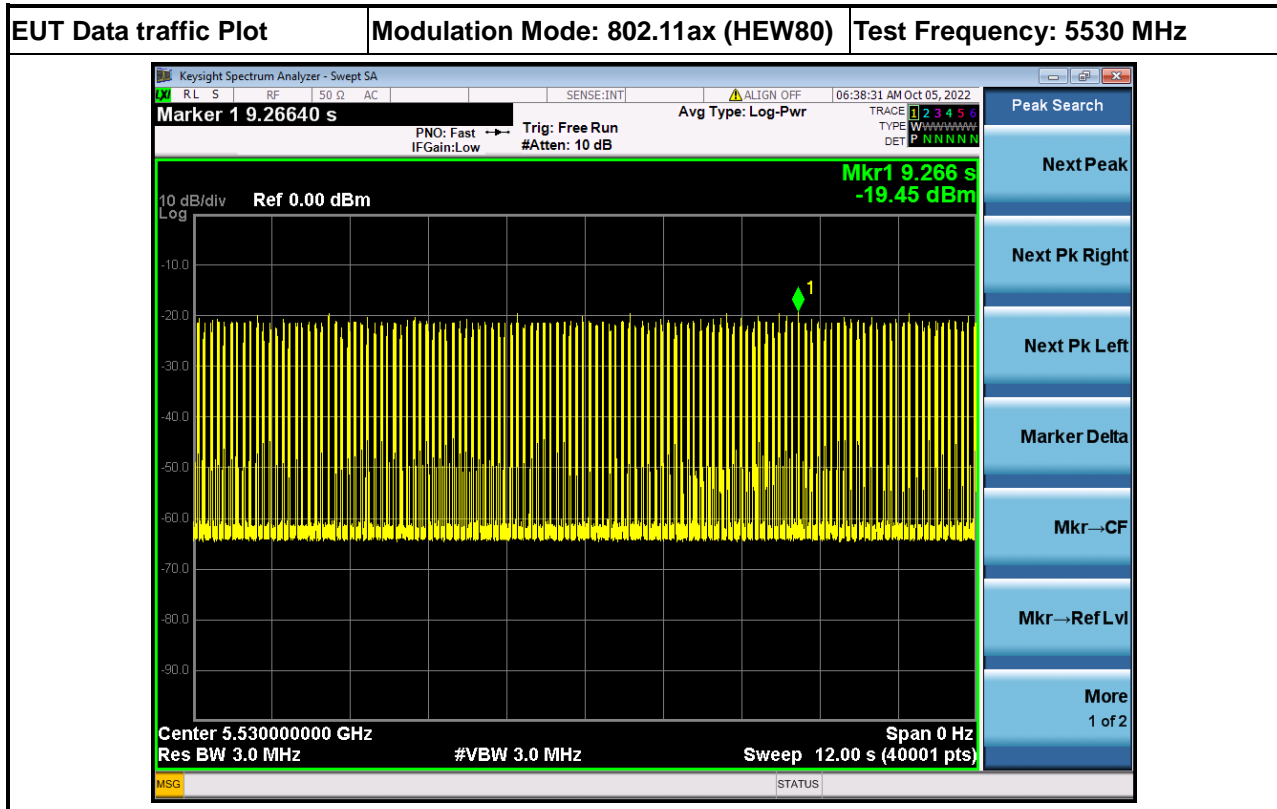 EUT Data traffic Plot Modulation Mode: 802.11ax (HEW80) Test Frequency: 5530 MHz
Keysight Spectrum Analyzer - Swept SA
LXI RL S RF 50 Ω AC SENSE:INT ALIGN OFF 06:38:31 AM Oct 05, 2022
Marker 1 9.26640 s
PNO: Fast
IFGain:Low
Trig: Free Run
#Atten: 10 dB
Avg Type: Log-Pwr
TRACE 1 2 3 4 5 6
TYPE WWWWWW
DET P N N N N N
Mkr1 9.266 s
-19.45 dBm
10 dB/div Ref 0.00 dBm
Log
-10.0
-20.0
-30.0
-40.0
-50.0
-60.0
-70.0
-80.0
-90.0
1
Center 5.530000000 GHz Span 0 Hz
Res BW 3.0 MHz #VBW 3.0 MHz Sweep 12.00 s (40001 pts)
MSG STATUS
Peak Search
Next Peak
Next Pk Right
Next Pk Left
Marker Delta
Mkr→CF
Mkr→Ref Lvl
More
1 of 2